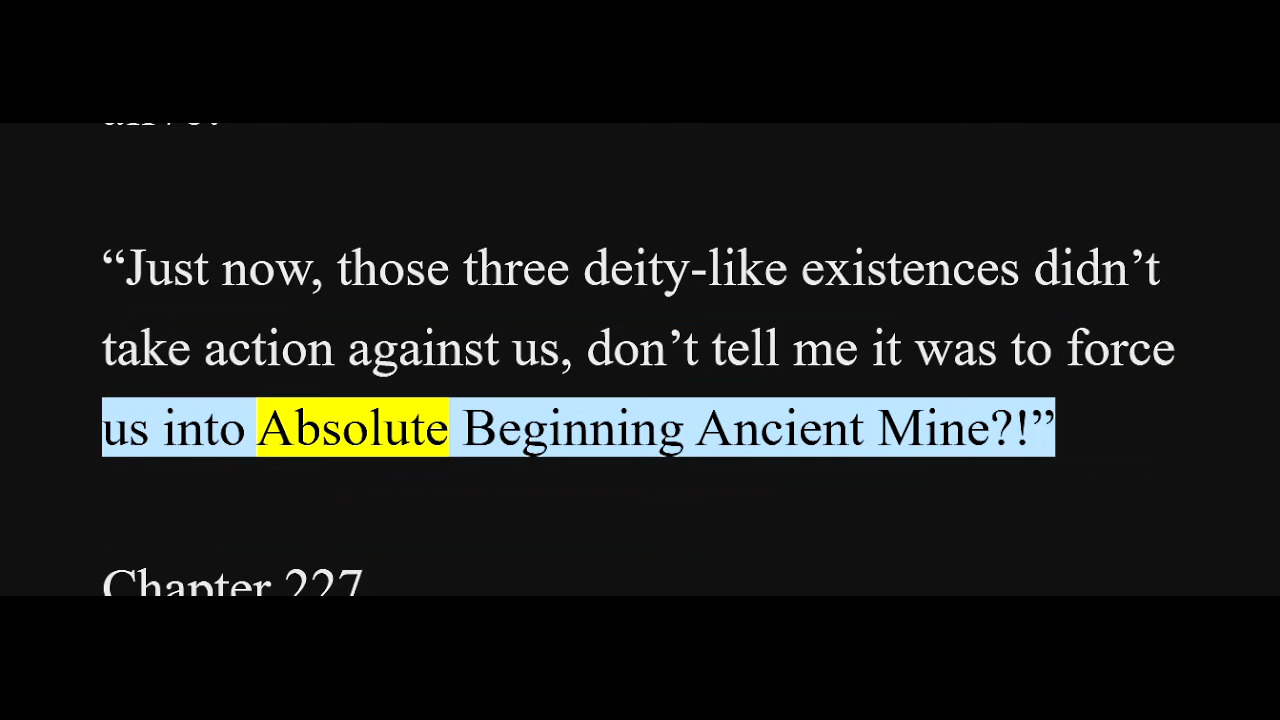 “Just now, those three deity-like existences didn’t
take action against us, don’t tell me it was to force
us into Absolute Beginning Ancient Mine?!”
Chapter 227